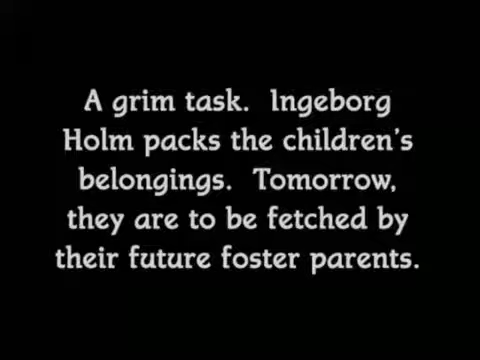 A grim task.  Ingeborg
Holm packs the children's
belongings.  Tomorrow,
they are to be fetched by
their future foster parents.